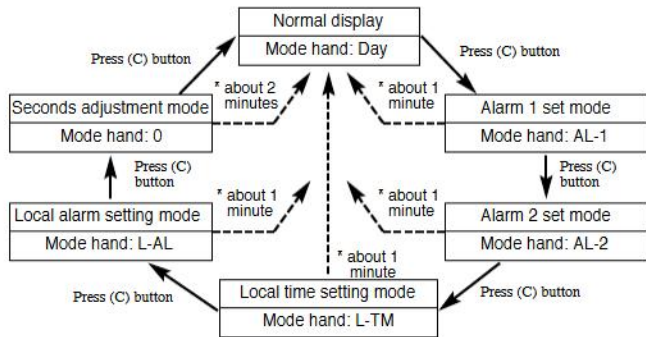 Normal display
Mode hand: Day
Press (C) button
Press (C) button
* about 2
minutes
* about 1
minute
Seconds adjustment mode
Mode hand: 0
Alarm 1 set mode
Mode hand: AL-1
Press (C)
button
Press (C)
button
Local alarm setting mode
Mode hand: L-AL
* about 1
minute
* about 1
minute
Alarm 2 set mode
Mode hand: AL-2
* about 1
minute
Press (C) button
Press (C) button
Local time setting mode
Mode hand: L-TM